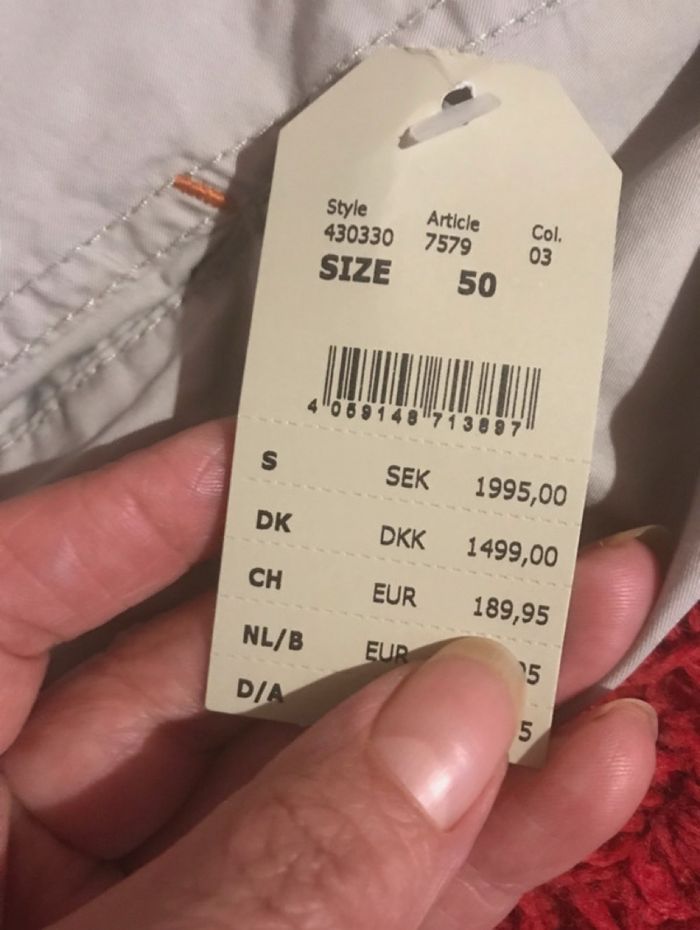 Style Article Col.
430330 7579 03
SIZE 50
4 059148 713897
S SEK 1995,00
DK DKK 1499,00
CH EUR 189,95
NL/B EUR
D/A